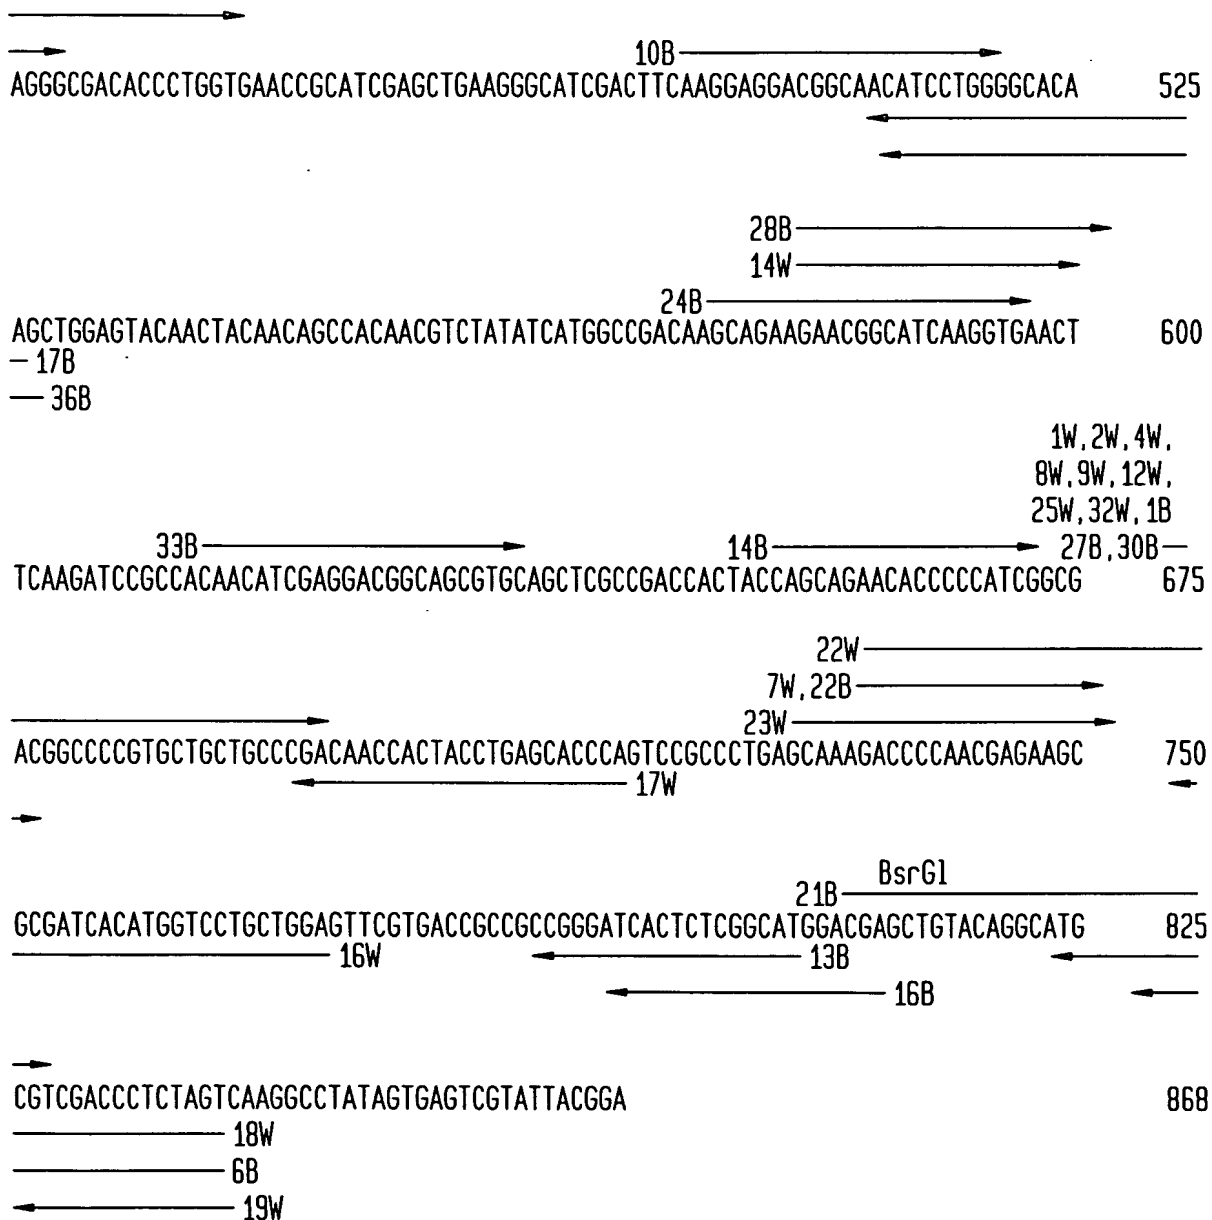 10B
AGGGCGACACCCTGGTGAACCGCATCGAGCTGAAGGGCATCGACTTCAAGGAGGACGGCAACATCCTGGGGCACA 525
28B
14W
24B
AGCTGGAGTACAACTACAACAGCCACAACGTCTATATCATGGCCGACAAGCAGAAGAACGGCATCAAGGTGAACT 600
17B
36B
1W, 2W, 4W,
8W, 9W, 12W,
25W, 32W, 1B
33B 14B 27B, 30B
TCAAGATCCGCCACAACATCGAGGACGGCAGCGTGCAGCTCGCCGACCACTACCAGCAGAACACCCCCATCGGCG 675
22W
7W, 22B
23W
ACGGCCCCGTGCTGCTGCCCGACAACCACTACCTGAGCACCCAGTCCGCCCTGAGCAAAGACCCCAACGAGAAGC 750
17W
BsrGl
21B
GCGATCACATGGTCCTGCTGGAGTTCGTGACCGCCGCCGGGATCACTCTCGGCATGGACGAGCTGTACAGGCATG 825
16W 13B
16B
CGTCGACCCTCTAGTCAAGGCCTATAGTGAGTCGTATTACGGA 868
18W
6B
19W